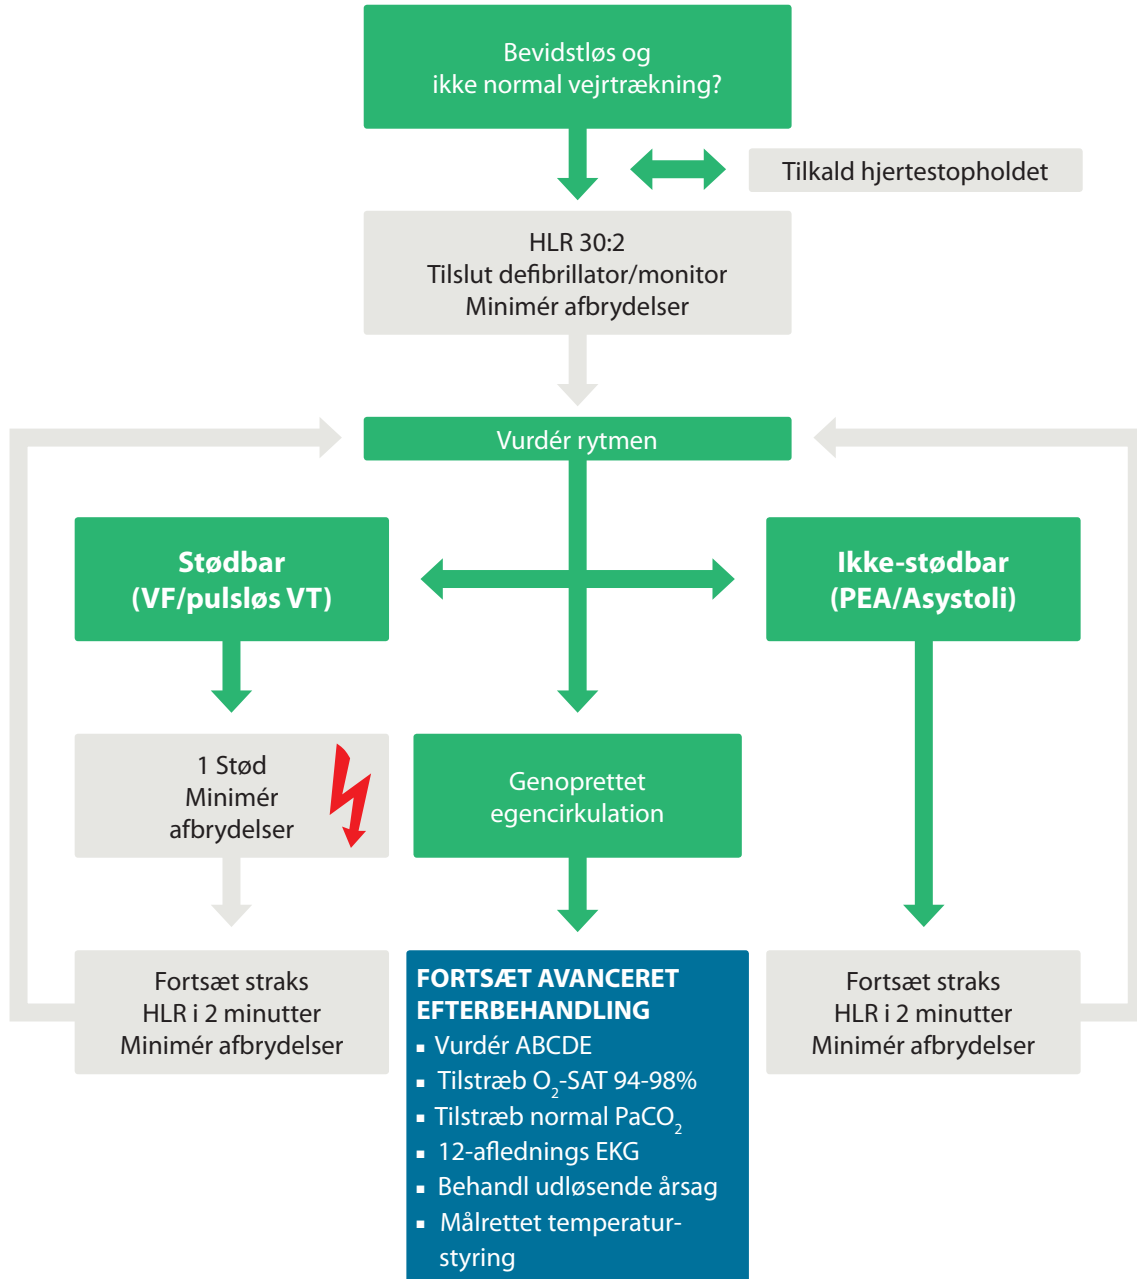 Bevidstløs og
ikke normal vejrtrækning?
Tilkald hjertestopholdet
HLR 30:2
Tilslut defibrillator/monitor
Minimér afbrydelser
Vurdér rytmen
Stødbar
(VF/pulsløs VT)
Ikke-stødbar
(PEA/Asystoli)
1 Stød
Minimér
afbrydelser
Genoprettet
egencirkulation
Fortsæt straks
HLR i 2 minutter
Minimér afbrydelser
FORTSÆT AVANCERET
EFTERBEHANDLING
▪ Vurdér ABCDE
▪ Tilstræb O₂-SAT 94-98%
▪ Tilstræb normal PaCO₂
▪ 12-aflednings EKG
▪ Behandl udløsende årsag
▪ Målrettet temperatur-
styring
Fortsæt straks
HLR i 2 minutter
Minimér afbrydelser